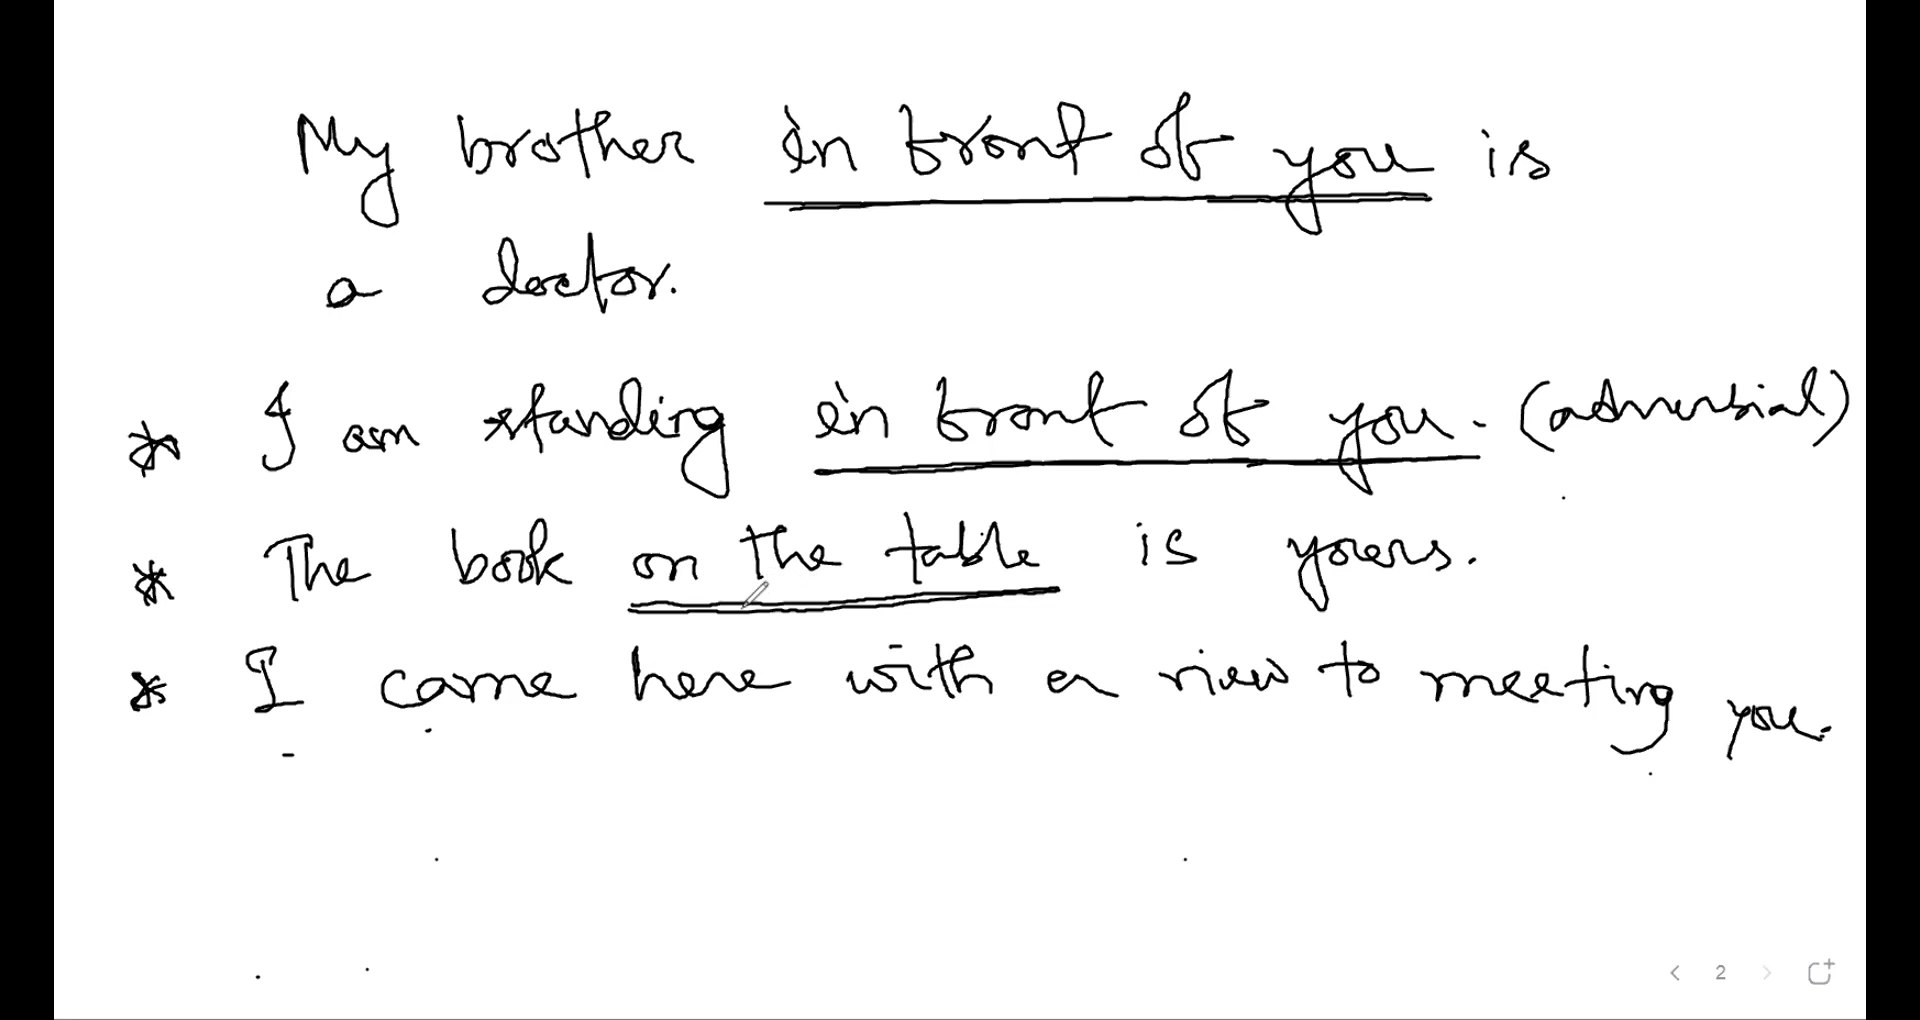 My brother in front of you is
a doctor.
* I am standing in front of you. (adverbial)
* The book on the table is yours.
* I came here with a view to meeting you.
< 2 >